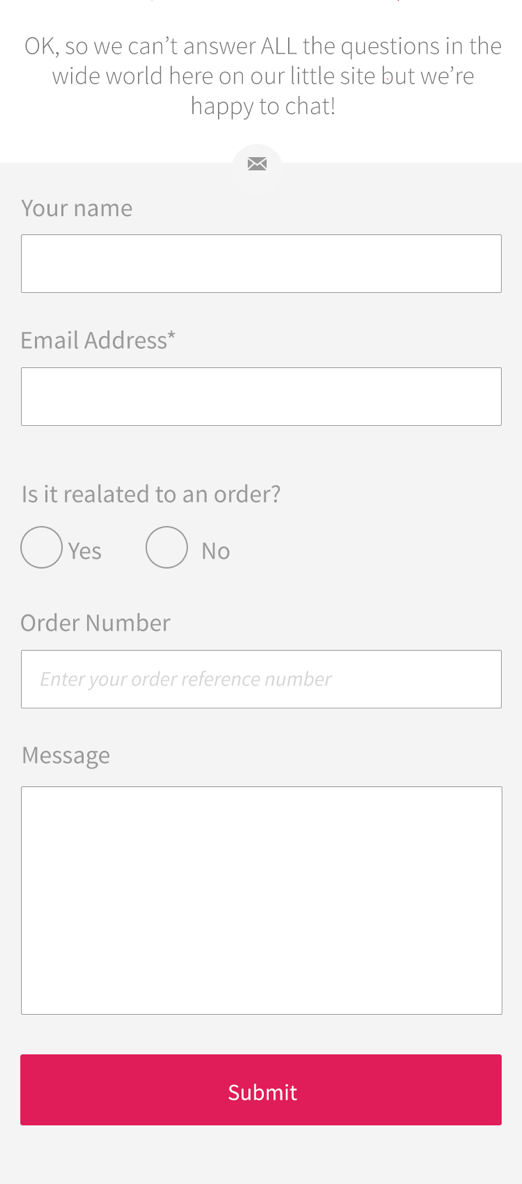 OK, so we can’t answer ALL the questions in the
wide world here on our little site but we’re
happy to chat!
Your name
Email Address*
Is it realated to an order?
Yes No
Order Number
Enter your order reference number
Message
Submit